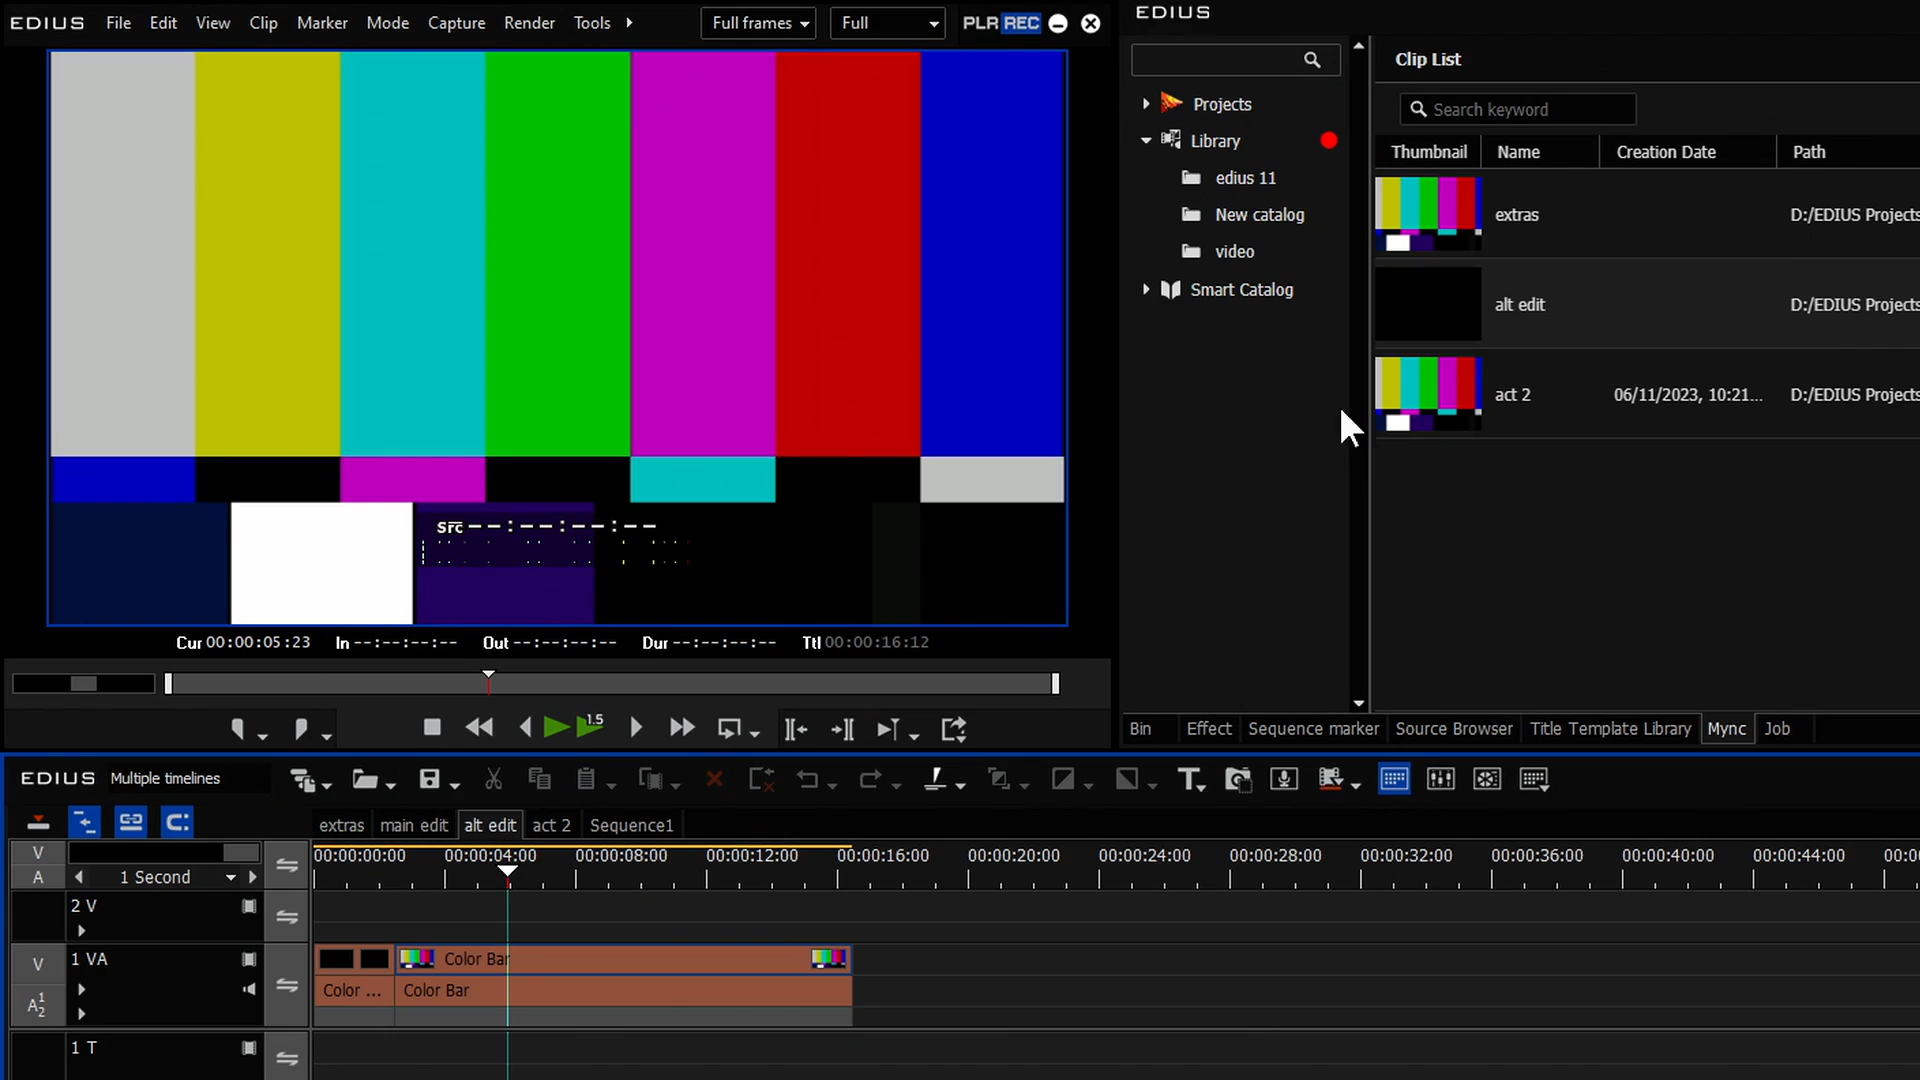 EDIUS File Edit View Clip Marker Mode Capture Render Tools Full frames Full PLR REC
EDIUS
Clip List
Search keyword
Projects
Library
edius 11
New catalog
video
Smart Catalog
Thumbnail Name Creation Date Path
extras D:/EDIUS Projects
alt edit D:/EDIUS Projects
act 2 06/11/2023, 10:21... D:/EDIUS Projects
Src --:--:--:--
Cur 00:00:05:23 In --:--:--:-- Out --:--:--:-- Dur --:--:--:-- Ttl 00:00:16:12
1.5
Bin Effect Sequence marker Source Browser Title Template Library Mync Job
EDIUS Multiple timelines
extras main edit alt edit act 2 Sequence1
V 00:00:00:00 00:00:04:00 00:00:08:00 00:00:12:00 00:00:16:00 00:00:20:00 00:00:24:00 00:00:28:00 00:00:32:00 00:00:36:00 00:00:40:00 00:00:44:00 00:0
A 1 Second
2 V
V 1 VA Color Bar
A12 Color ... Color Bar
1 T